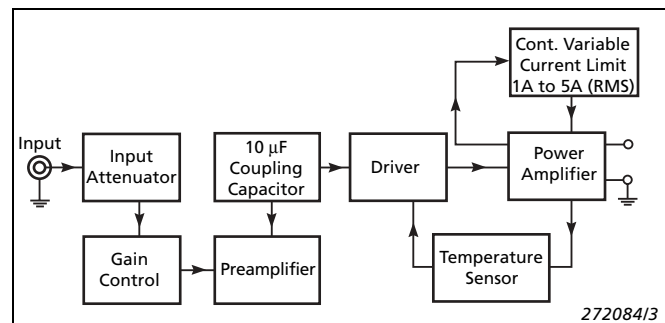 Cont. Variable
Current Limit
1A to 5A (RMS)
Input
Input
Attenuator
10 µF
Coupling
Capacitor
Driver
Power
Amplifier
Gain
Control
Preamplifier
Temperature
Sensor
272084/3